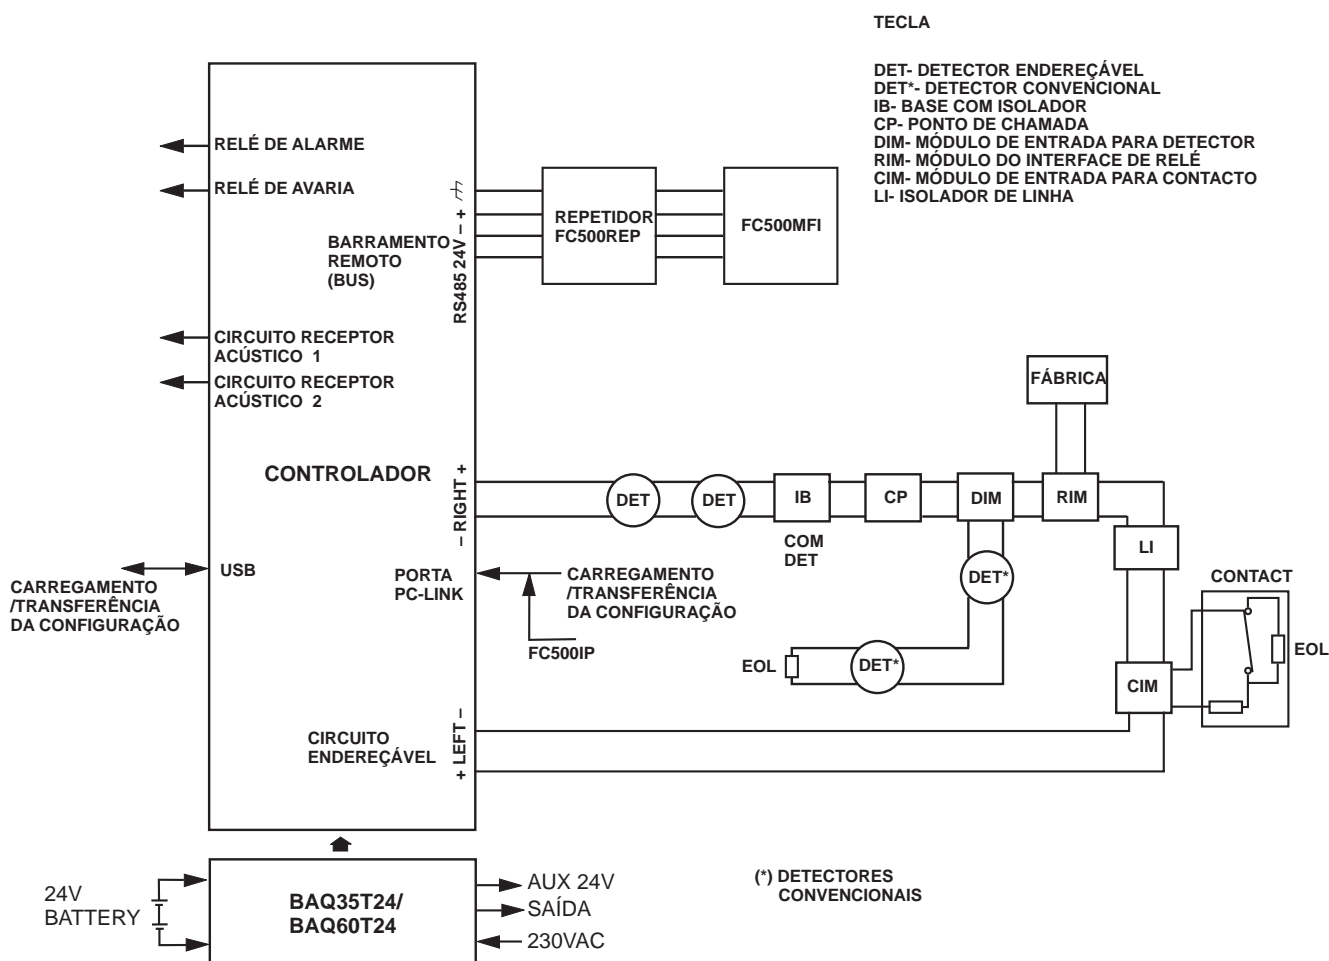 TECLA
DET- DETECTOR ENDEREÇÁVEL
DET*- DETECTOR CONVENCIONAL
IB- BASE COM ISOLADOR
CP- PONTO DE CHAMADA
DIM- MÓDULO DE ENTRADA PARA DETECTOR
RIM- MÓDULO DO INTERFACE DE RELÉ
CIM- MÓDULO DE ENTRADA PARA CONTACTO
LI- ISOLADOR DE LINHA
RELÉ DE ALARME
RELÉ DE AVARIA
BARRAMENTO
REMOTO
(BUS)
RS485 24V – +
REPETIDOR
FC500REP
FC500MFI
CIRCUITO RECEPTOR
ACÚSTICO 1
CIRCUITO RECEPTOR
ACÚSTICO 2
FÁBRICA
CONTROLADOR
– RIGHT +
DET
DET
IB
CP
DIM
RIM
COM
DET
LI
USB
CARREGAMENTO
/TRANSFERÊNCIA
DA CONFIGURAÇÃO
PORTA
PC-LINK
CARREGAMENTO
/TRANSFERÊNCIA
DA CONFIGURAÇÃO
FC500IP
DET*
CONTACT
EOL
EOL
DET*
CIM
CIRCUITO
ENDEREÇÁVEL
+ LEFT –
24V
BATTERY
BAQ35T24/
BAQ60T24
AUX 24V
SAÍDA
230VAC
(*) DETECTORES
CONVENCIONAIS